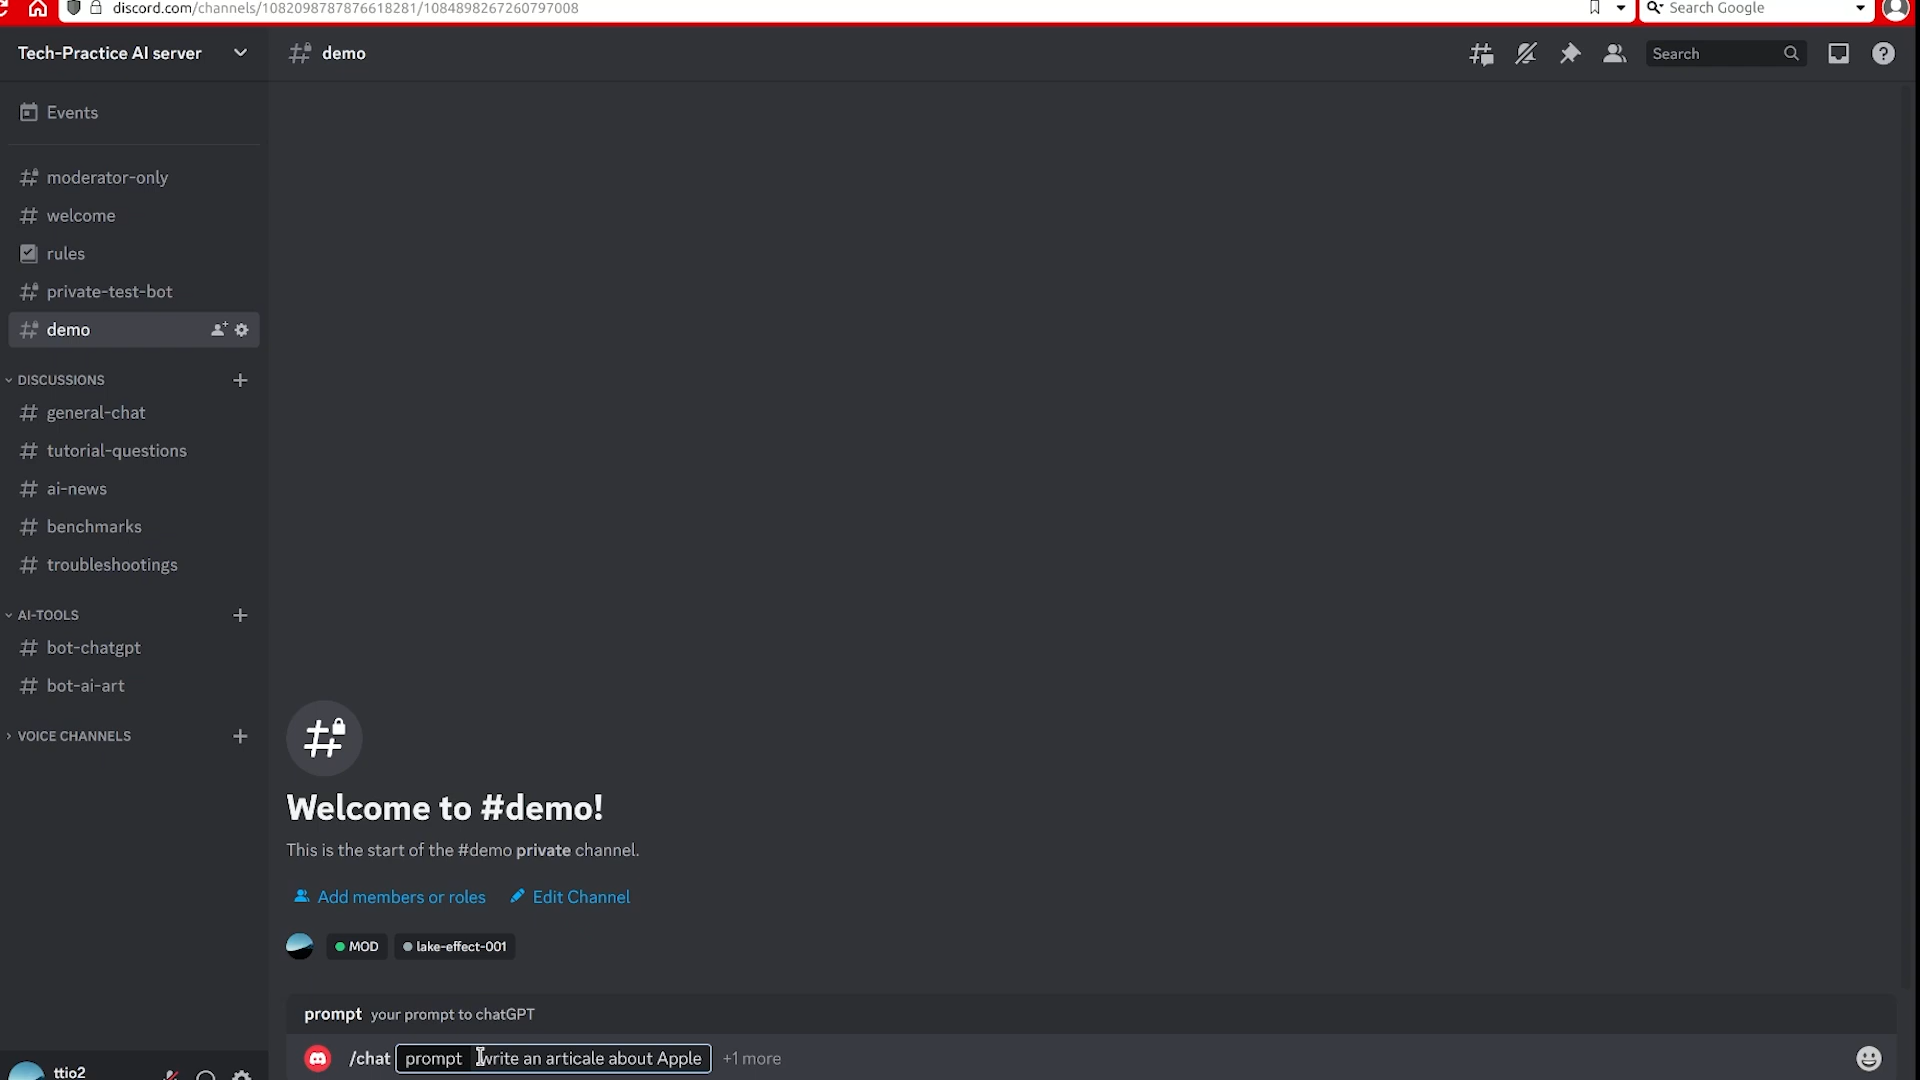 discord.com/channels/1082098787876618281/1084898267260797008
Search Google
Tech-Practice AI server
demo
Search
Events
moderator-only
welcome
rules
private-test-bot
demo
DISCUSSIONS
general-chat
tutorial-questions
ai-news
benchmarks
troubleshootings
AI-TOOLS
bot-chatgpt
bot-ai-art
VOICE CHANNELS
Welcome to #demo!
This is the start of the #demo private channel.
Add members or roles
Edit Channel
MOD
lake-effect-001
prompt your prompt to chatGPT
/chat prompt write an articale about Apple +1 more
ttio2